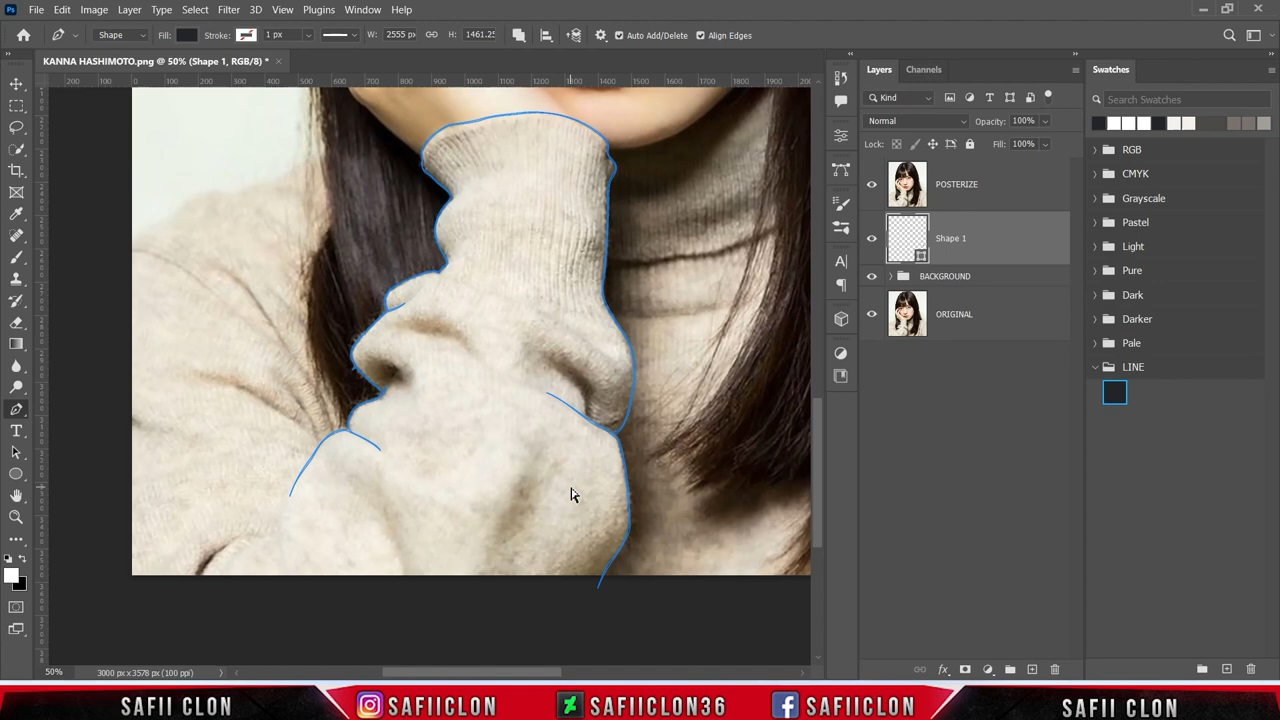 Ps File Edit Image Layer Type Select Filter 3D View Plugins Window Help
Shape Fill: Stroke: 1 px W: 2555 px H: 1461.25 Auto Add/Delete Align Edges
KANNA HASHIMOTO.png @ 50% (Shape 1, RGB/8) *
Layers Channels
Kind
Normal Opacity: 100%
Lock: Fill: 100%
POSTERIZE
Shape 1
BACKGROUND
ORIGINAL
Swatches
Search Swatches
RGB
CMYK
Grayscale
Pastel
Light
Pure
Dark
Darker
Pale
LINE
50% 3000 px x 3578 px (100 ppi)
SAFII CLON SAFIICLON SAFIICLON36 SAFIICLON SAFII CLON